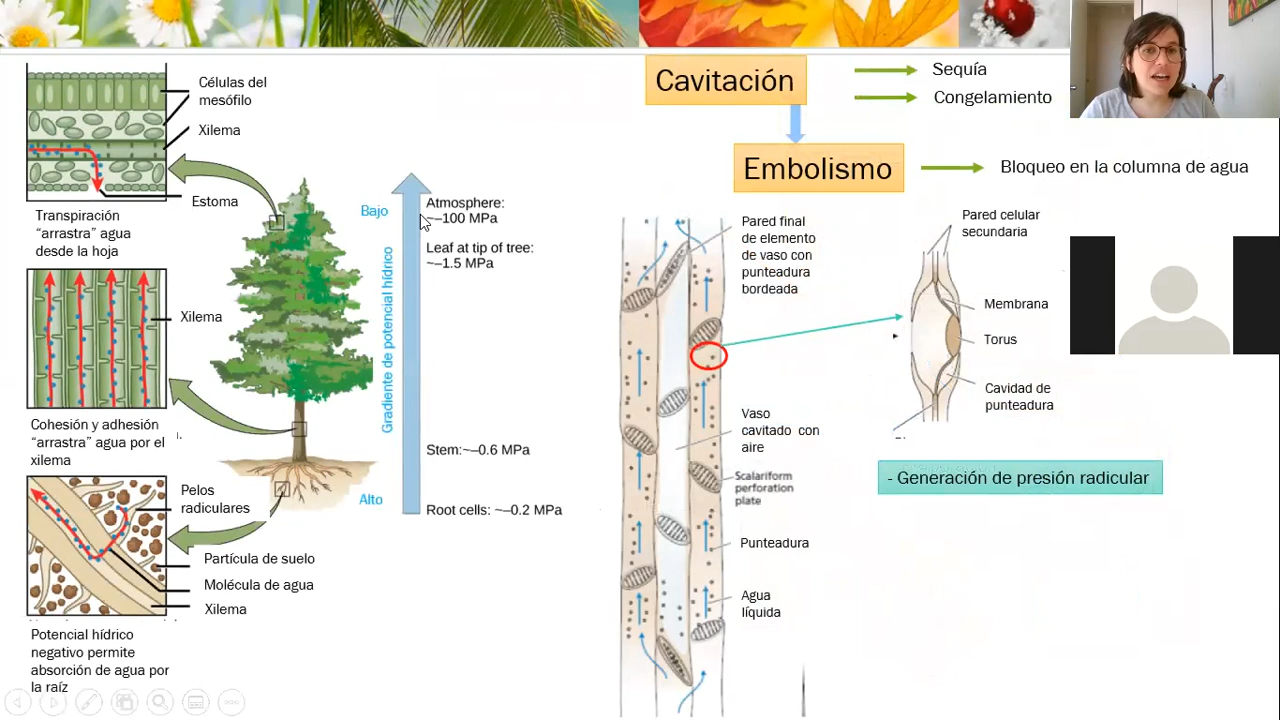 Células del
mesófilo
Xilema
Estoma
Transpiración
“arrastra” agua
desde la hoja
Xilema
Cohesión y adhesión
“arrastra” agua por el
xilema
Pelos
radiculares
Partícula de suelo
Molécula de agua
Xilema
Potencial hídrico
negativo permite
absorción de agua por
la raíz
Bajo
Gradiente de potencial hídrico
Alto
Atmosphere:
~–100 MPa
Leaf at tip of tree:
~–1.5 MPa
Stem:~–0.6 MPa
Root cells: ~–0.2 MPa
Cavitación
Sequía
Congelamiento
Embolismo
Bloqueo en la columna de agua
Pared final
de elemento
de vaso con
punteadura
bordeada
Vaso
cavitado con
aire
Scalariform
perforation
plate
Punteadura
Agua
líquida
Pared celular
secundaria
Membrana
Torus
Cavidad de
punteadura
- Generación de presión radicular